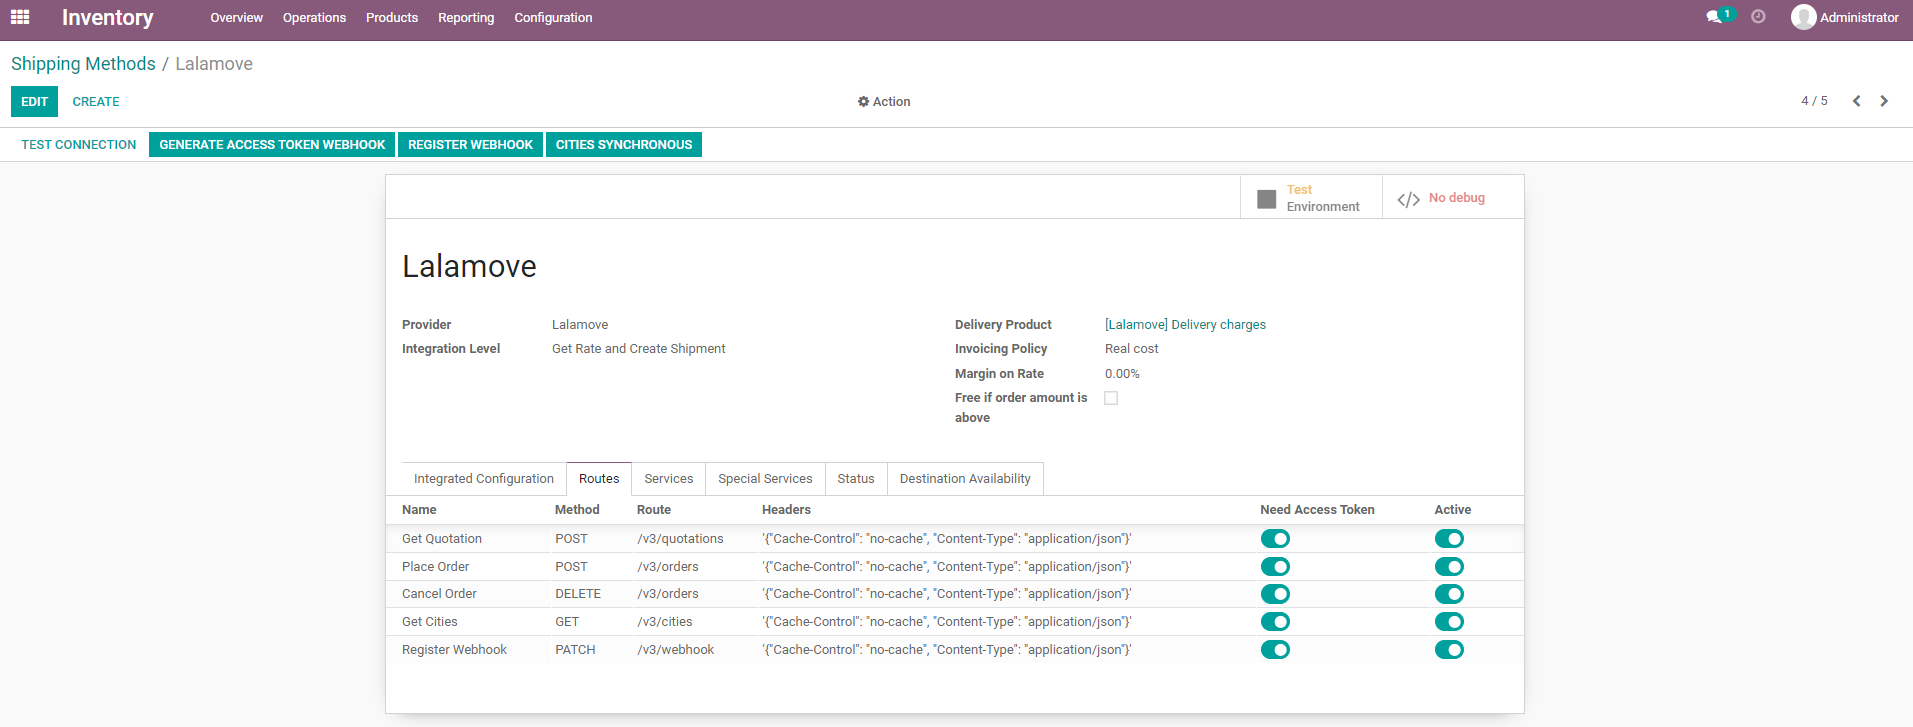 Inventory Overview Operations Products Reporting Configuration 1 Administrator
Shipping Methods / Lalamove
EDIT CREATE Action 4 / 5
TEST CONNECTION GENERATE ACCESS TOKEN WEBHOOK REGISTER WEBHOOK CITIES SYNCHRONOUS
Test
Environment
</> No debug
Lalamove
Provider Lalamove
Integration Level Get Rate and Create Shipment
Delivery Product [Lalamove] Delivery charges
Invoicing Policy Real cost
Margin on Rate 0.00%
Free if order amount is
above
Integrated Configuration Routes Services Special Services Status Destination Availability
Name Method Route Headers Need Access Token Active
Get Quotation POST /v3/quotations '{"Cache-Control": "no-cache", "Content-Type": "application/json"}'
Place Order POST /v3/orders '{"Cache-Control": "no-cache", "Content-Type": "application/json"}'
Cancel Order DELETE /v3/orders '{"Cache-Control": "no-cache", "Content-Type": "application/json"}'
Get Cities GET /v3/cities '{"Cache-Control": "no-cache", "Content-Type": "application/json"}'
Register Webhook PATCH /v3/webhook '{"Cache-Control": "no-cache", "Content-Type": "application/json"}'